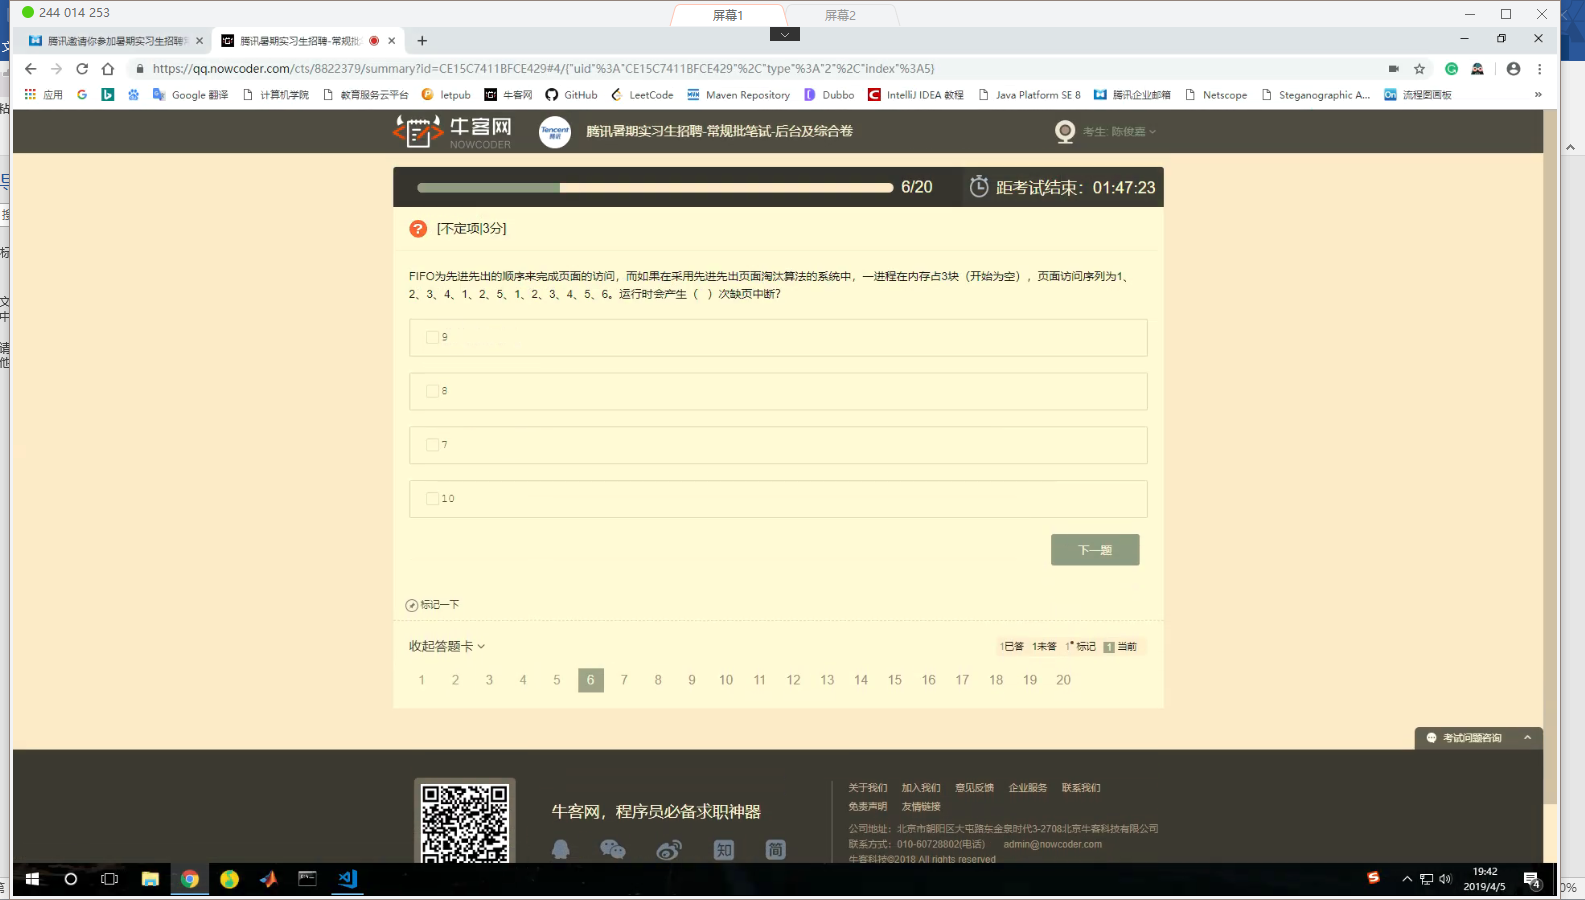 244 014 253
屏幕1
屏幕2
腾讯邀请你参加暑期实习生招聘
腾讯暑期实习生招聘-常规批
https://qq.nowcoder.com/cts/8822379/summary?id=CE15C7411BFCE429#4/{"uid"%3A"CE15C7411BFCE429"%2C"type"%3A"2"%2C"index"%3A5}
应用
Google 翻译
计算机学院
教育服务云平台
letpub
牛客网
GitHub
LeetCode
Maven Repository
Dubbo
IntelliJ IDEA 教程
Java Platform SE 8
腾讯企业邮箱
Netscope
Steganographic A...
流程图画板
»
牛客网
NOWCODER
Tencent
腾讯
腾讯暑期实习生招聘-常规批笔试-后台及综合卷
考生: 陈俊嘉
6/20
距考试结束：01:47:23
[不定项|3分]
FIFO为先进先出的顺序来完成页面的访问，而如果在采用先进先出页面淘汰算法的系统中，一进程在内存占3块（开始为空），页面访问序列为1、
2、3、4、1、2、5、1、2、3、4、5、6。运行时会产生（ ）次缺页中断？
9
8
7
10
下一题
标记一下
收起答题卡
1已答 1未答 1标记 1当前
1 2 3 4 5 6 7 8 9 10 11 12 13 14 15 16 17 18 19 20
考试问题咨询
牛客网，程序员必备求职神器
知
简
关于我们 加入我们 意见反馈 企业服务 联系我们
免责声明 友情链接
公司地址：北京市朝阳区大屯路东金泉时代3-2708北京牛客科技有限公司
联系方式：010-60728802(电话) admin@nowcoder.com
牛客科技©2018 All rights reserved
19:42
2019/4/5
4
0%